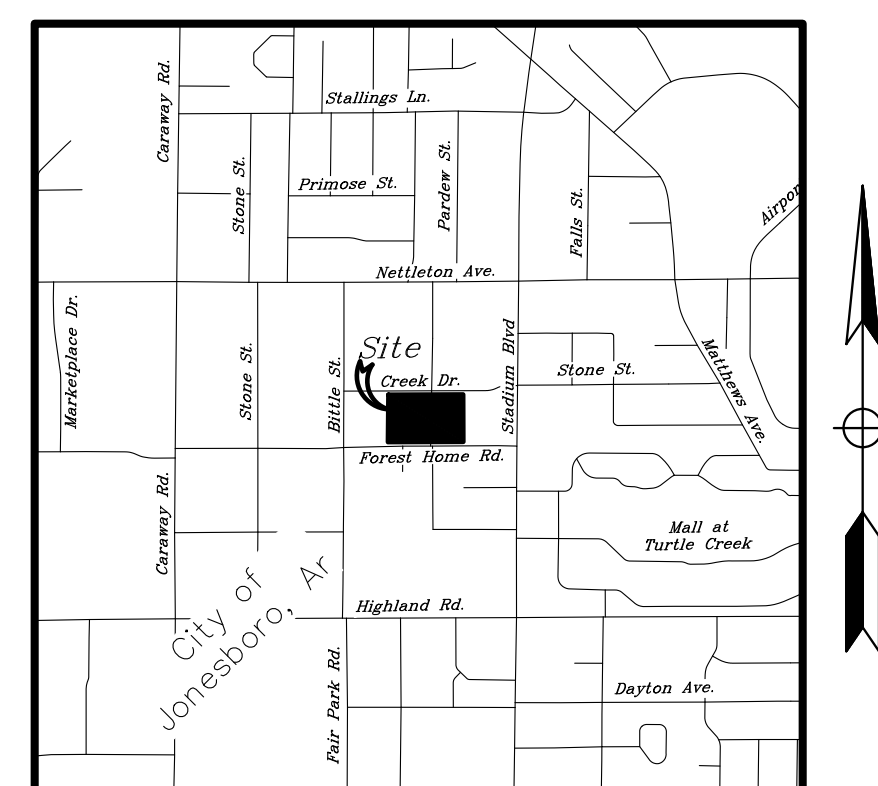 Caraway Rd.
Stallings Ln.
Stone St.
Primose St.
Pardew St.
Falls St.
Airpor
Nettleton Ave.
Marketplace Dr.
Stone St.
Bittle St.
Site
Creek Dr.
Stadium Blvd
Stone St.
Matthews Ave.
Forest Home Rd.
Caraway Rd.
Mall at
Turtle Creek
City of
Jonesboro, Ar
Highland Rd.
Fair Park Rd.
Dayton Ave.